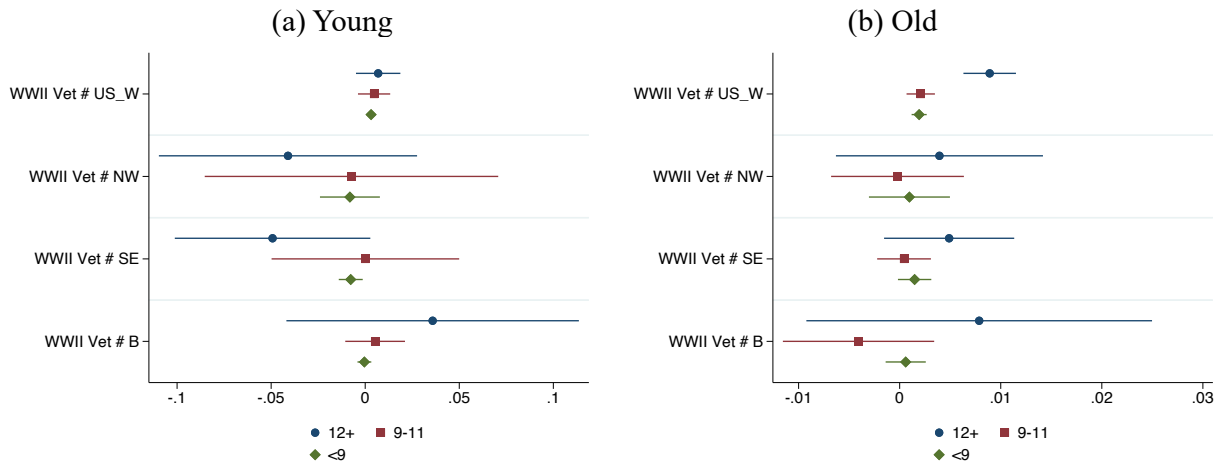 (a) Young
(b) Old
WWII Vet # US_W
WWII Vet # NW
WWII Vet # SE
WWII Vet # B
-.1 -.05 0 .05 .1
12+ 9-11
<9
WWII Vet # US_W
WWII Vet # NW
WWII Vet # SE
WWII Vet # B
-.01 0 .01 .02 .03
12+ 9-11
<9